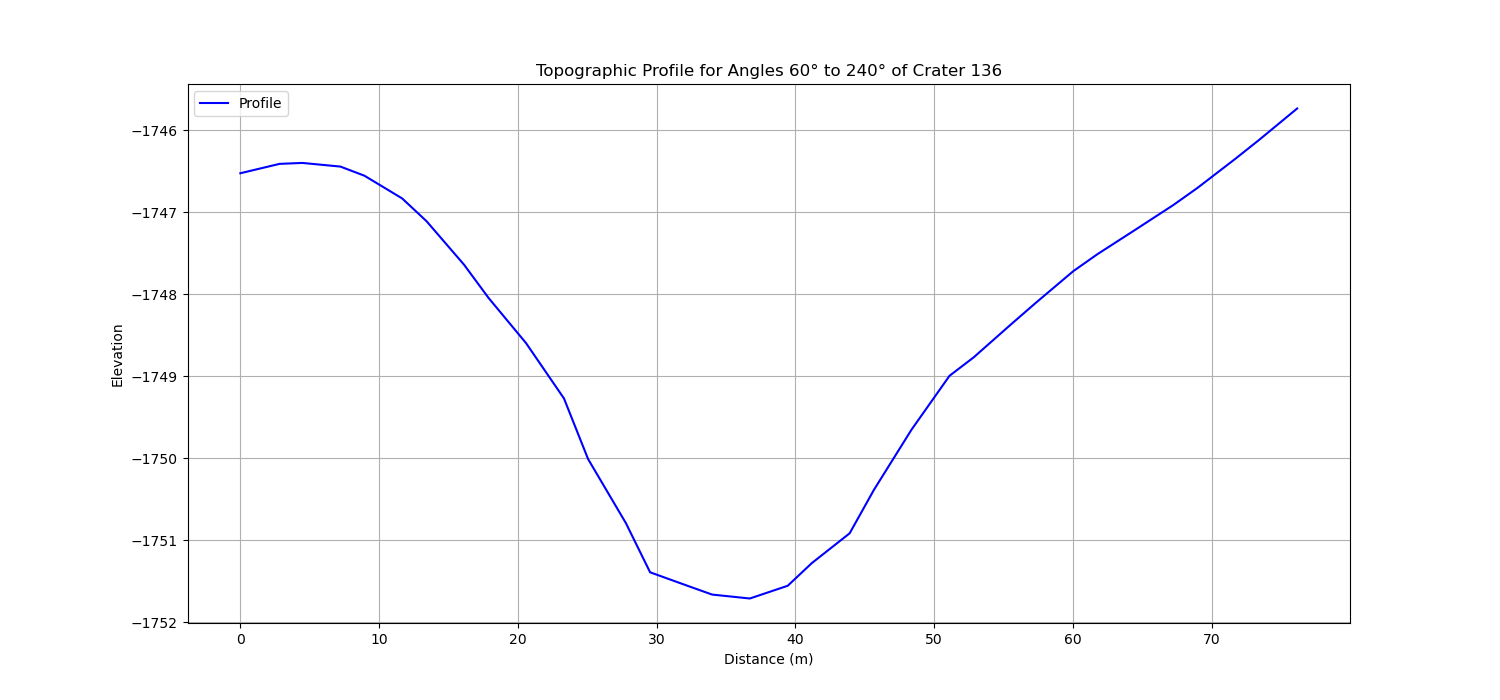 Topographic Profile for Angles 60° to 240° of Crater 136
Profile
−1746
−1747
−1748
−1749
−1750
−1751
−1752
Elevation
0 10 20 30 40 50 60 70
Distance (m)